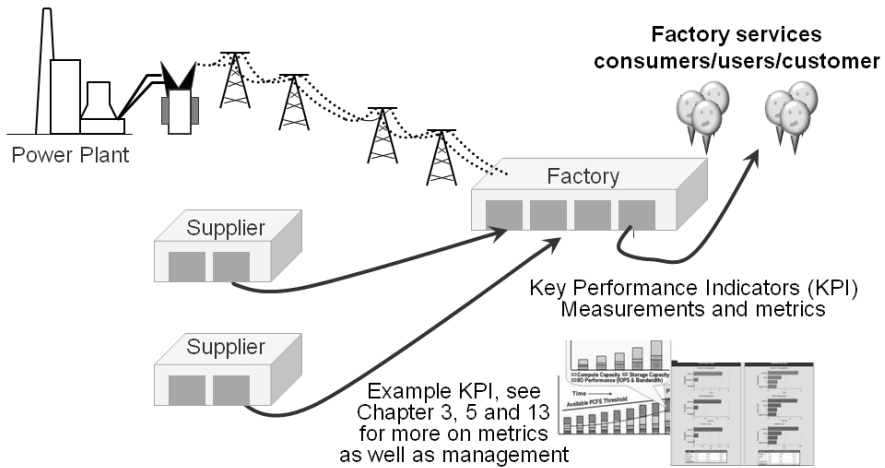 Factory services
consumers/users/customer
Power Plant
Factory
Supplier
Key Performance Indicators (KPI)
Measurements and metrics
Supplier
Example KPI, see
Chapter 3, 5 and 13
for more on metrics
as well as management
Compute Capacity Storage Capacity
I/O Performance (IOPS & Bandwidth)
Time
Available PCFE Threshold